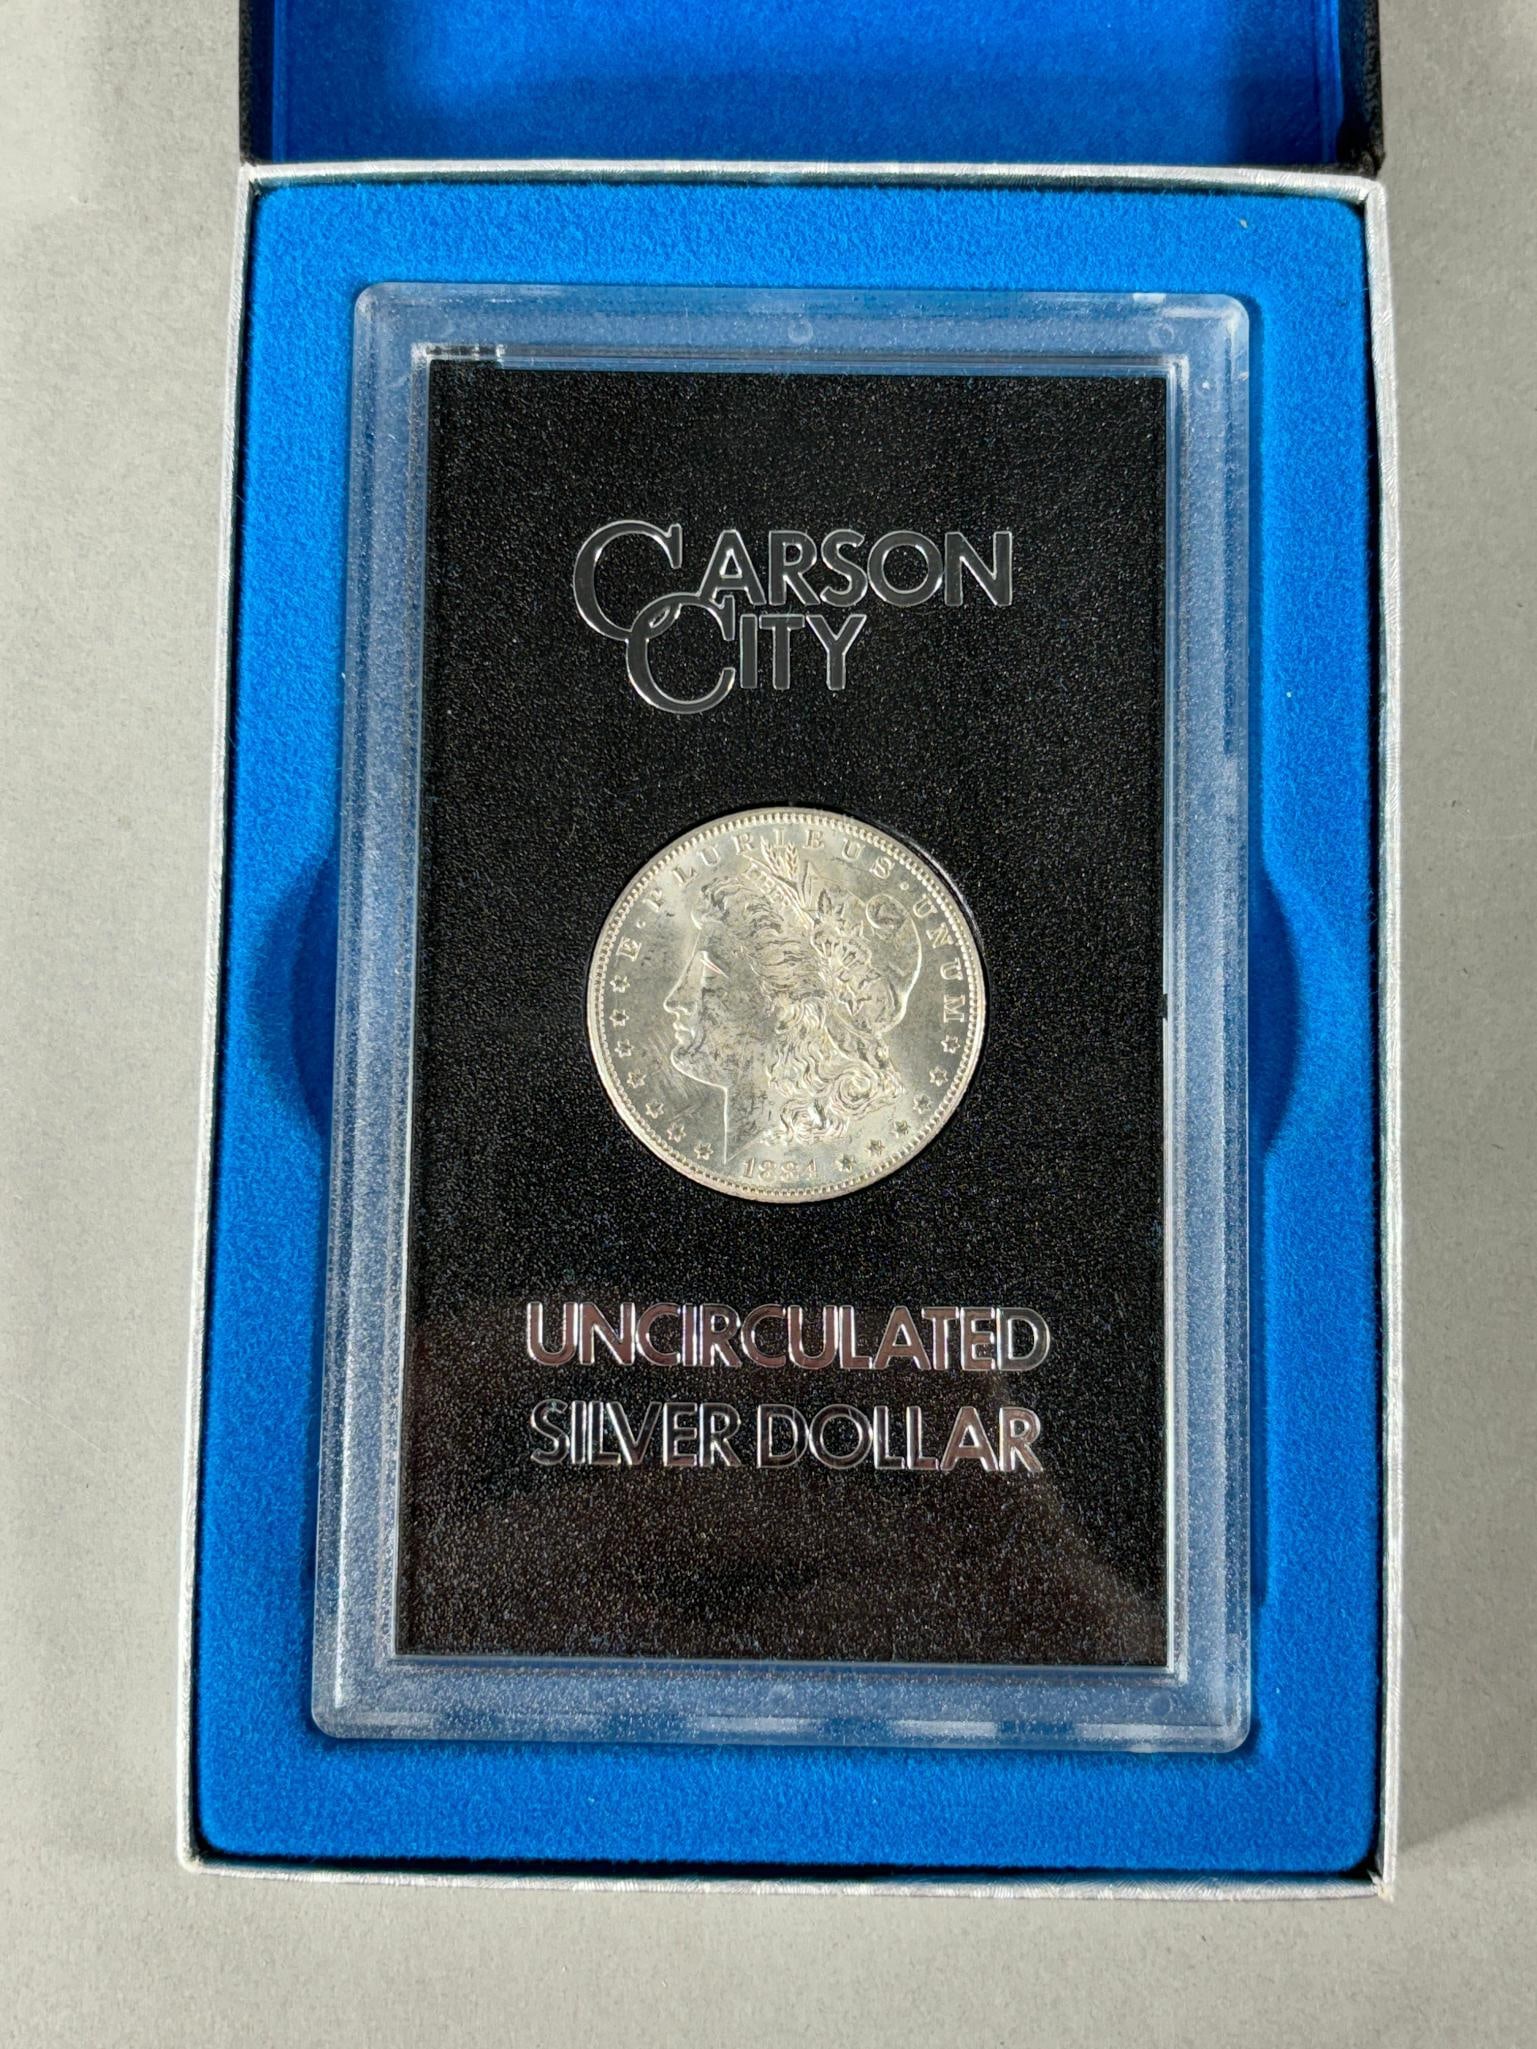 CARSON
CITY
E·PLURIBUS·UNUM
1884
UNCIRCULATED
SILVER DOLLAR